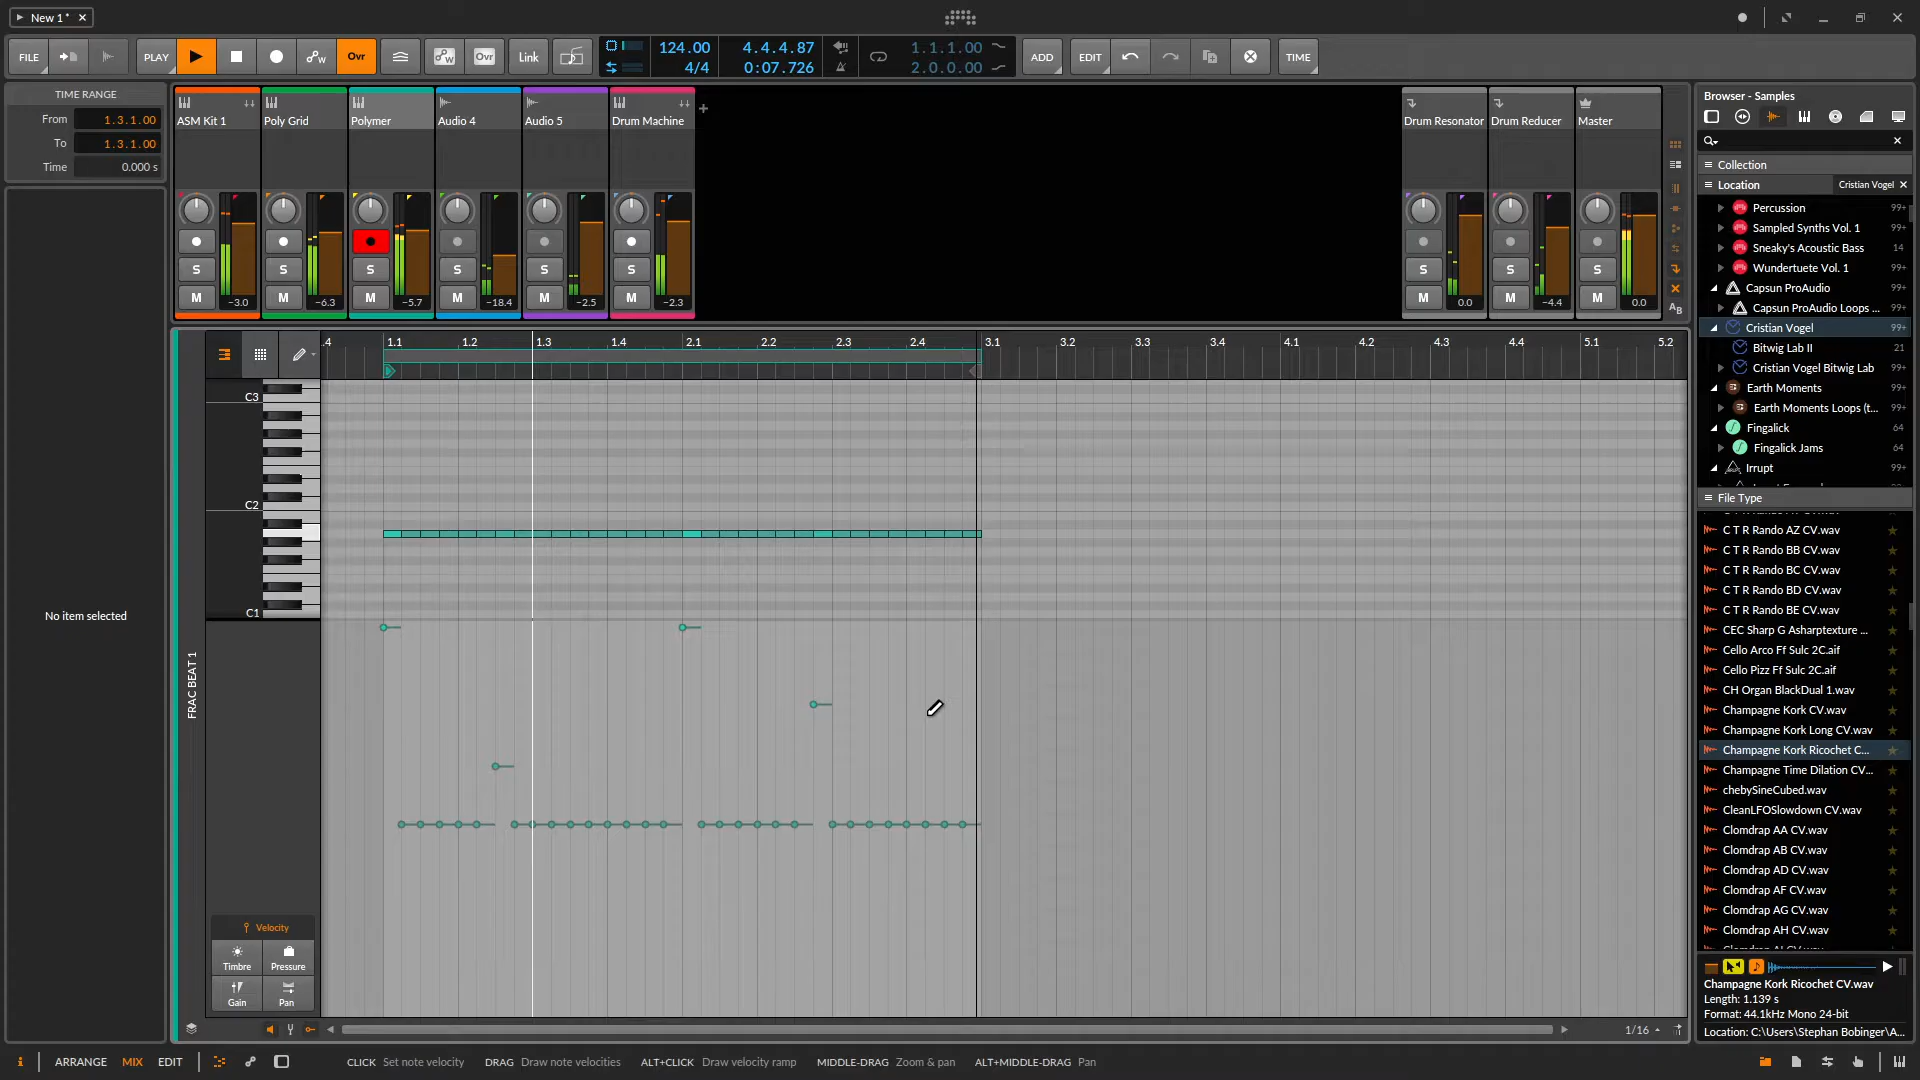 New 1 *
FILE
PLAY
Ovr
Ovr
Link
124.00
4/4
4.4.4.87
0:07.726
1.1.1.00
2.0.0.00
ADD
EDIT
TIME
TIME RANGE
From 1.3.1.00
To 1.3.1.00
Time 0.000 s
No item selected
ASM Kit 1
Poly Grid
Polymer
Audio 4
Audio 5
Drum Machine
Drum Resonator
Drum Reducer
Master
S S S S S S S S S
M M M M M M M M M
−3.0 −6.3 −5.7 −18.4 −2.5 −2.3 0.0 −4.4 0.0
.4 1.1 1.2 1.3 1.4 2.1 2.2 2.3 2.4 3.1 3.2 3.3 3.4 4.1 4.2 4.3 4.4 5.1 5.2
C3
C2
C1
FRAC BEAT 1
Velocity
Timbre
Pressure
Gain
Pan
1/16
Browser - Samples
Collection
Location
Cristian Vogel
Percussion 99+
Sampled Synths Vol. 1 99+
Sneaky's Acoustic Bass 14
Wundertuete Vol. 1 99+
Capsun ProAudio 99+
Capsun ProAudio Loops ... 99+
Cristian Vogel 99+
Bitwig Lab II 21
Cristian Vogel Bitwig Lab 99+
Earth Moments 99+
Earth Moments Loops (t... 99+
Fingalick 64
Fingalick Jams 64
Irrupt 99+
File Type
C T R Rando AZ CV.wav
C T R Rando BB CV.wav
C T R Rando BC CV.wav
C T R Rando BD CV.wav
C T R Rando BE CV.wav
CEC Sharp G Asharptexture ...
Cello Arco Ff Sulc 2C.aif
Cello Pizz Ff Sulc 2C.aif
CH Organ BlackDual 1.wav
Champagne Kork CV.wav
Champagne Kork Long CV.wav
Champagne Kork Ricochet C...
Champagne Time Dilation CV...
chebySineCubed.wav
CleanLFOSlowdown CV.wav
Clomdrap AA CV.wav
Clomdrap AB CV.wav
Clomdrap AD CV.wav
Clomdrap AF CV.wav
Clomdrap AG CV.wav
Clomdrap AH CV.wav
Champagne Kork Ricochet CV.wav
Length: 1.139 s
Format: 44.1kHz Mono 24-bit
Location: C:\Users\Stephan Bobinger\A...
i
ARRANGE
MIX
EDIT
CLICK Set note velocity
DRAG Draw note velocities
ALT+CLICK Draw velocity ramp
MIDDLE-DRAG Zoom & pan
ALT+MIDDLE-DRAG Pan